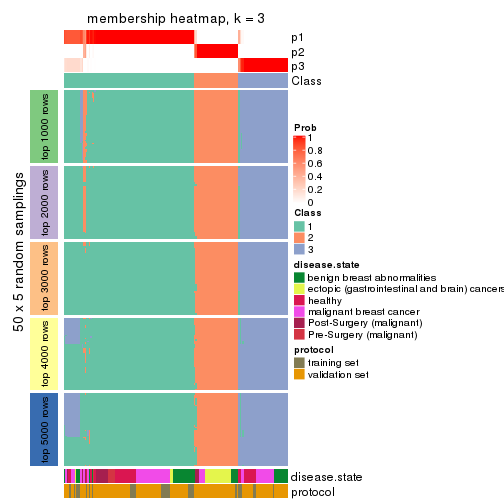 membership heatmap, k = 3
p1
p2
p3
Class
50 x 5 random samplings
top 1000 rows
top 2000 rows
top 3000 rows
top 4000 rows
top 5000 rows
disease.state
protocol
Prob
1
0.8
0.6
0.4
0.2
0
Class
1
2
3
disease.state
benign breast abnormalities
ectopic (gastrointestinal and brain) cancers
healthy
malignant breast cancer
Post-Surgery (malignant)
Pre-Surgery (malignant)
protocol
training set
validation set